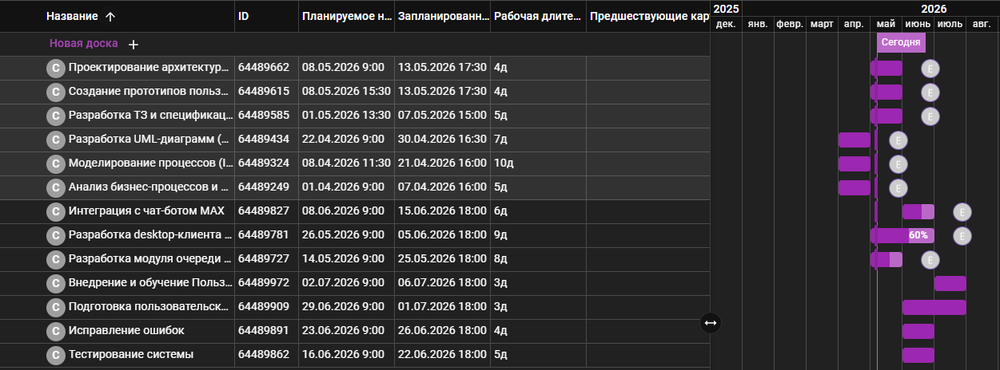 Название ↑ ID Планируемое н... Запланированн... Рабочая длите... Предшествующие кар 2025 2026
дек. янв. февр. март апр. май июнь июль авг.
Новая доска + Сегодня
С Проектирование архитектур... 64489662 08.05.2026 9:00 13.05.2026 17:30 4д E
С Создание прототипов польз... 64489615 08.05.2026 15:30 13.05.2026 17:30 4д E
С Разработка ТЗ и спецификац... 64489585 01.05.2026 13:30 07.05.2026 15:00 5д E
С Разработка UML-диаграмм (... 64489434 22.04.2026 9:00 30.04.2026 16:30 7д E
С Моделирование процессов (I... 64489324 08.04.2026 11:30 21.04.2026 16:00 10д E
С Анализ бизнес-процессов и ... 64489249 01.04.2026 9:00 07.04.2026 16:00 5д E
С Интеграция с чат-ботом MAX 64489827 08.06.2026 9:00 15.06.2026 18:00 6д E
С Разработка desktop-клиента ... 64489781 26.05.2026 9:00 05.06.2026 18:00 9д 60% E
С Разработка модуля очереди ... 64489727 14.05.2026 9:00 25.05.2026 18:00 8д E
С Внедрение и обучение Польз... 64489972 02.07.2026 9:00 06.07.2026 18:00 3д
С Подготовка пользовательск... 64489909 29.06.2026 9:00 01.07.2026 18:00 3д
С Исправление ошибок 64489891 23.06.2026 9:00 26.06.2026 18:00 4д
С Тестирование системы 64489862 16.06.2026 9:00 22.06.2026 18:00 5д